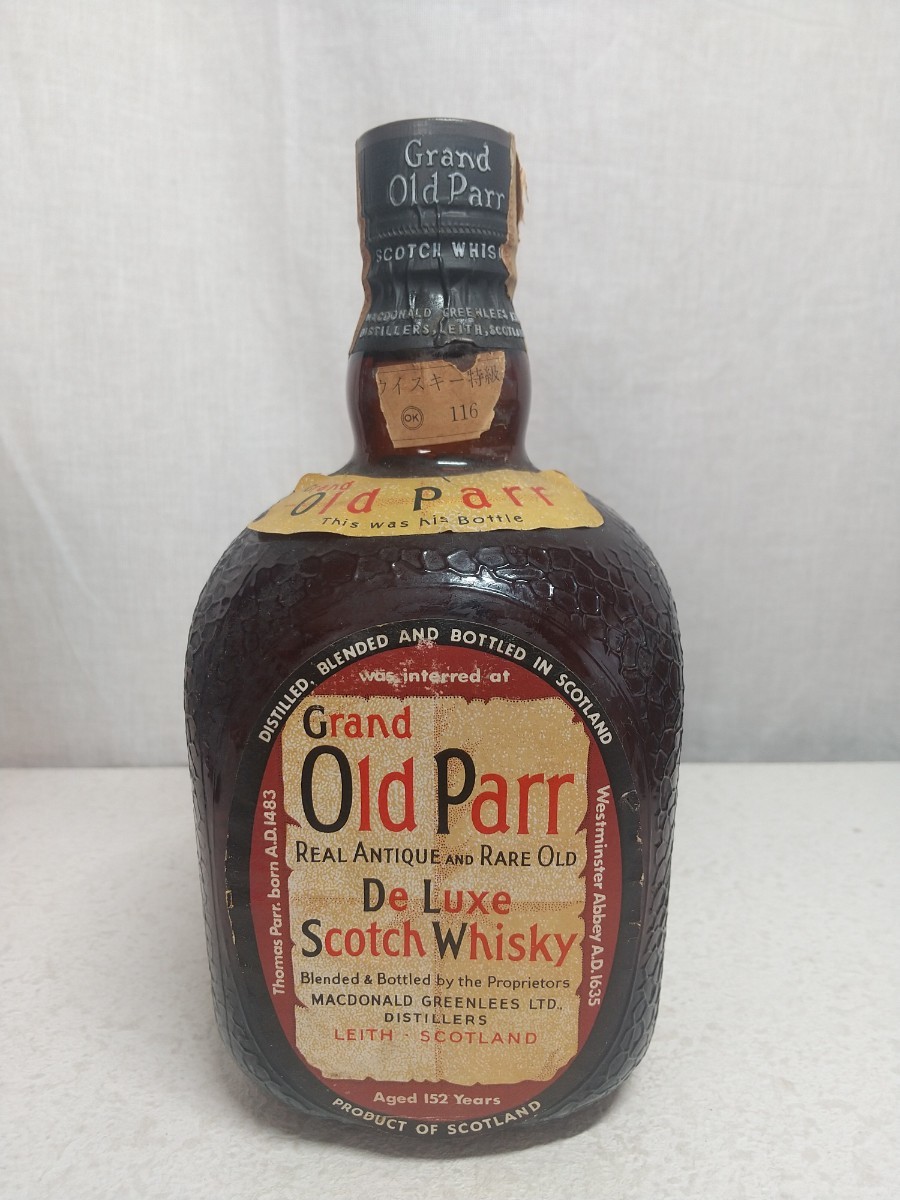 Grand
Old Parr
SCOTCH WHIS
MACDONALD GREENLEES
DISTILLERS, LEITH, SCOTLAND
ウイスキー特級
OK 116
Grand
Old Parr
This was his Bottle
DISTILLED, BLENDED AND BOTTLED IN SCOTLAND
was interred at
Thomas Parr. born A.D.1483
Westminster Abbey A.D.1635
Grand
Old Parr
REAL ANTIQUE AND RARE OLD
De Luxe
Scotch Whisky
Blended & Bottled by the Proprietors
MACDONALD GREENLEES LTD.,
DISTILLERS
LEITH - SCOTLAND
Aged 152 Years
PRODUCT OF SCOTLAND